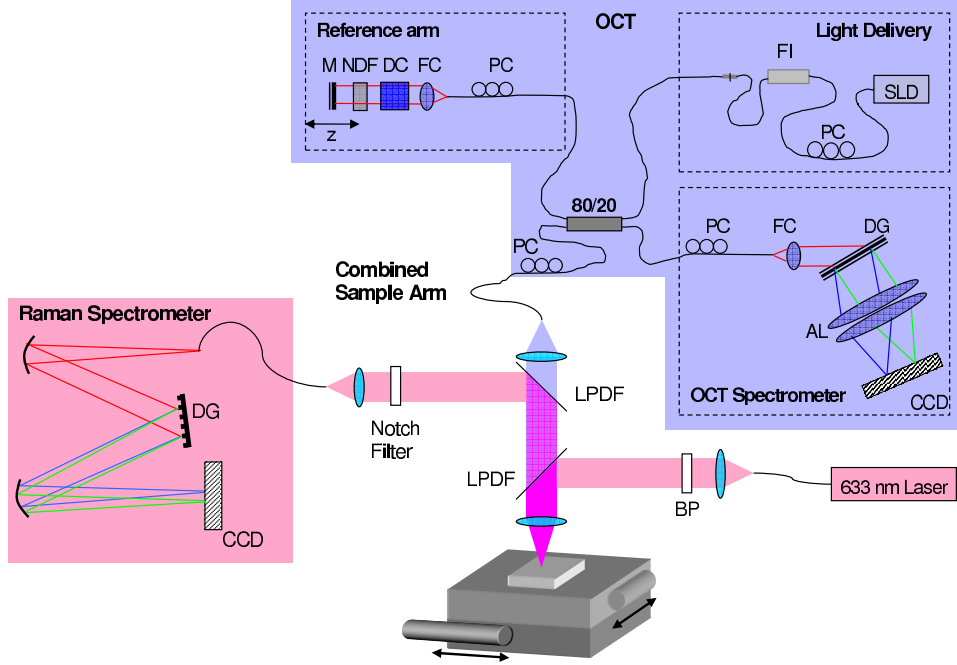 OCT
Reference arm
M NDF DC FC
PC
z
Light Delivery
FI
SLD
PC
80/20
PC
PC
FC
DG
AL
CCD
OCT Spectrometer
Combined
Sample Arm
Raman Spectrometer
DG
CCD
Notch
Filter
LPDF
LPDF
BP
633 nm Laser